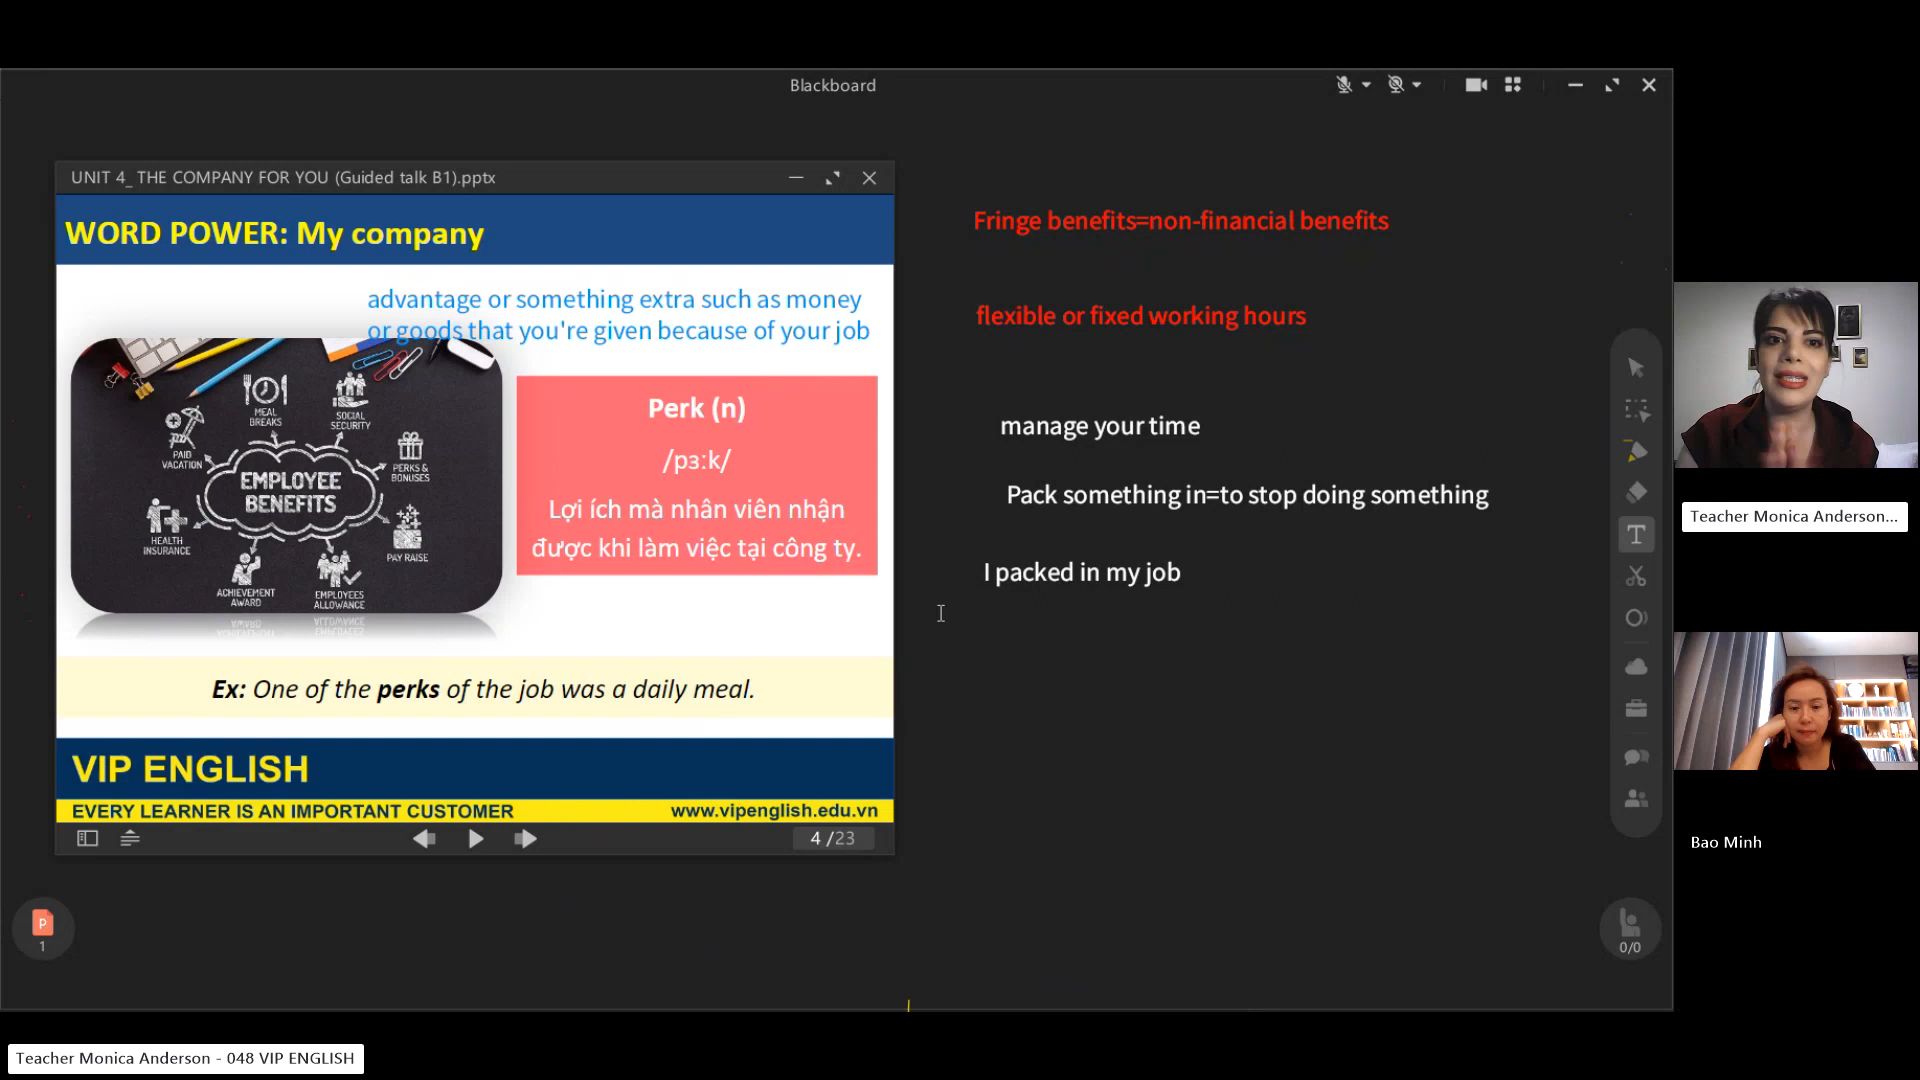 Blackboard
UNIT 4_ THE COMPANY FOR YOU (Guided talk B1).pptx
WORD POWER: My company
advantage or something extra such as money
or goods that you're given because of your job
MEAL
BREAKS
SOCIAL
SECURITY
PAID
VACATION
PERKS &
BONUSES
EMPLOYEE
BENEFITS
HEALTH
INSURANCE
PAY RAISE
ACHIEVEMENT
AWARD
EMPLOYEES
ALLOWANCE
Perk (n)
/pɜːk/
Lợi ích mà nhân viên nhận
được khi làm việc tại công ty.
Ex: One of the perks of the job was a daily meal.
VIP ENGLISH
EVERY LEARNER IS AN IMPORTANT CUSTOMER
www.vipenglish.edu.vn
4 /23
Fringe benefits=non-financial benefits
flexible or fixed working hours
manage your time
Pack something in=to stop doing something
I packed in my job
T
P
1
0/0
Teacher Monica Anderson...
Bao Minh
Teacher Monica Anderson - 048 VIP ENGLISH